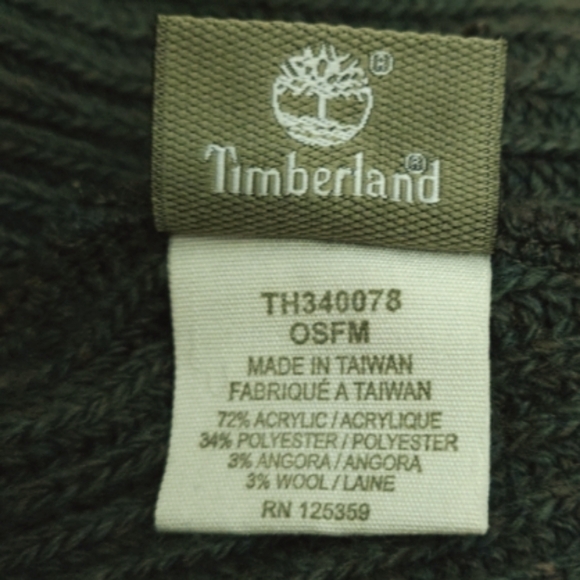 Timberland®
TH340078
OSFM
MADE IN TAIWAN
FABRIQUÉ A TAIWAN
72% ACRYLIC / ACRYLIQUE
34% POLYESTER / POLYESTER
3% ANGORA / ANGORA
3% WOOL / LAINE
RN 125359